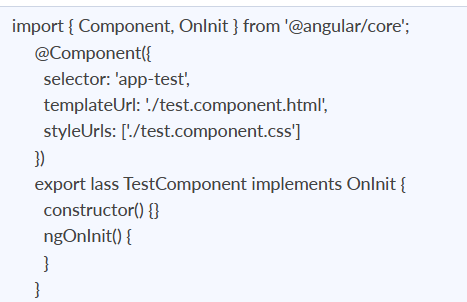 import { Component, OnInit } from '@angular/core';
@Component({
selector: 'app-test',
templateUrl: './test.component.html',
styleUrls: ['./test.component.css']
})
export lass TestComponent implements OnInit {
constructor() {}
ngOnInit() {
}
}